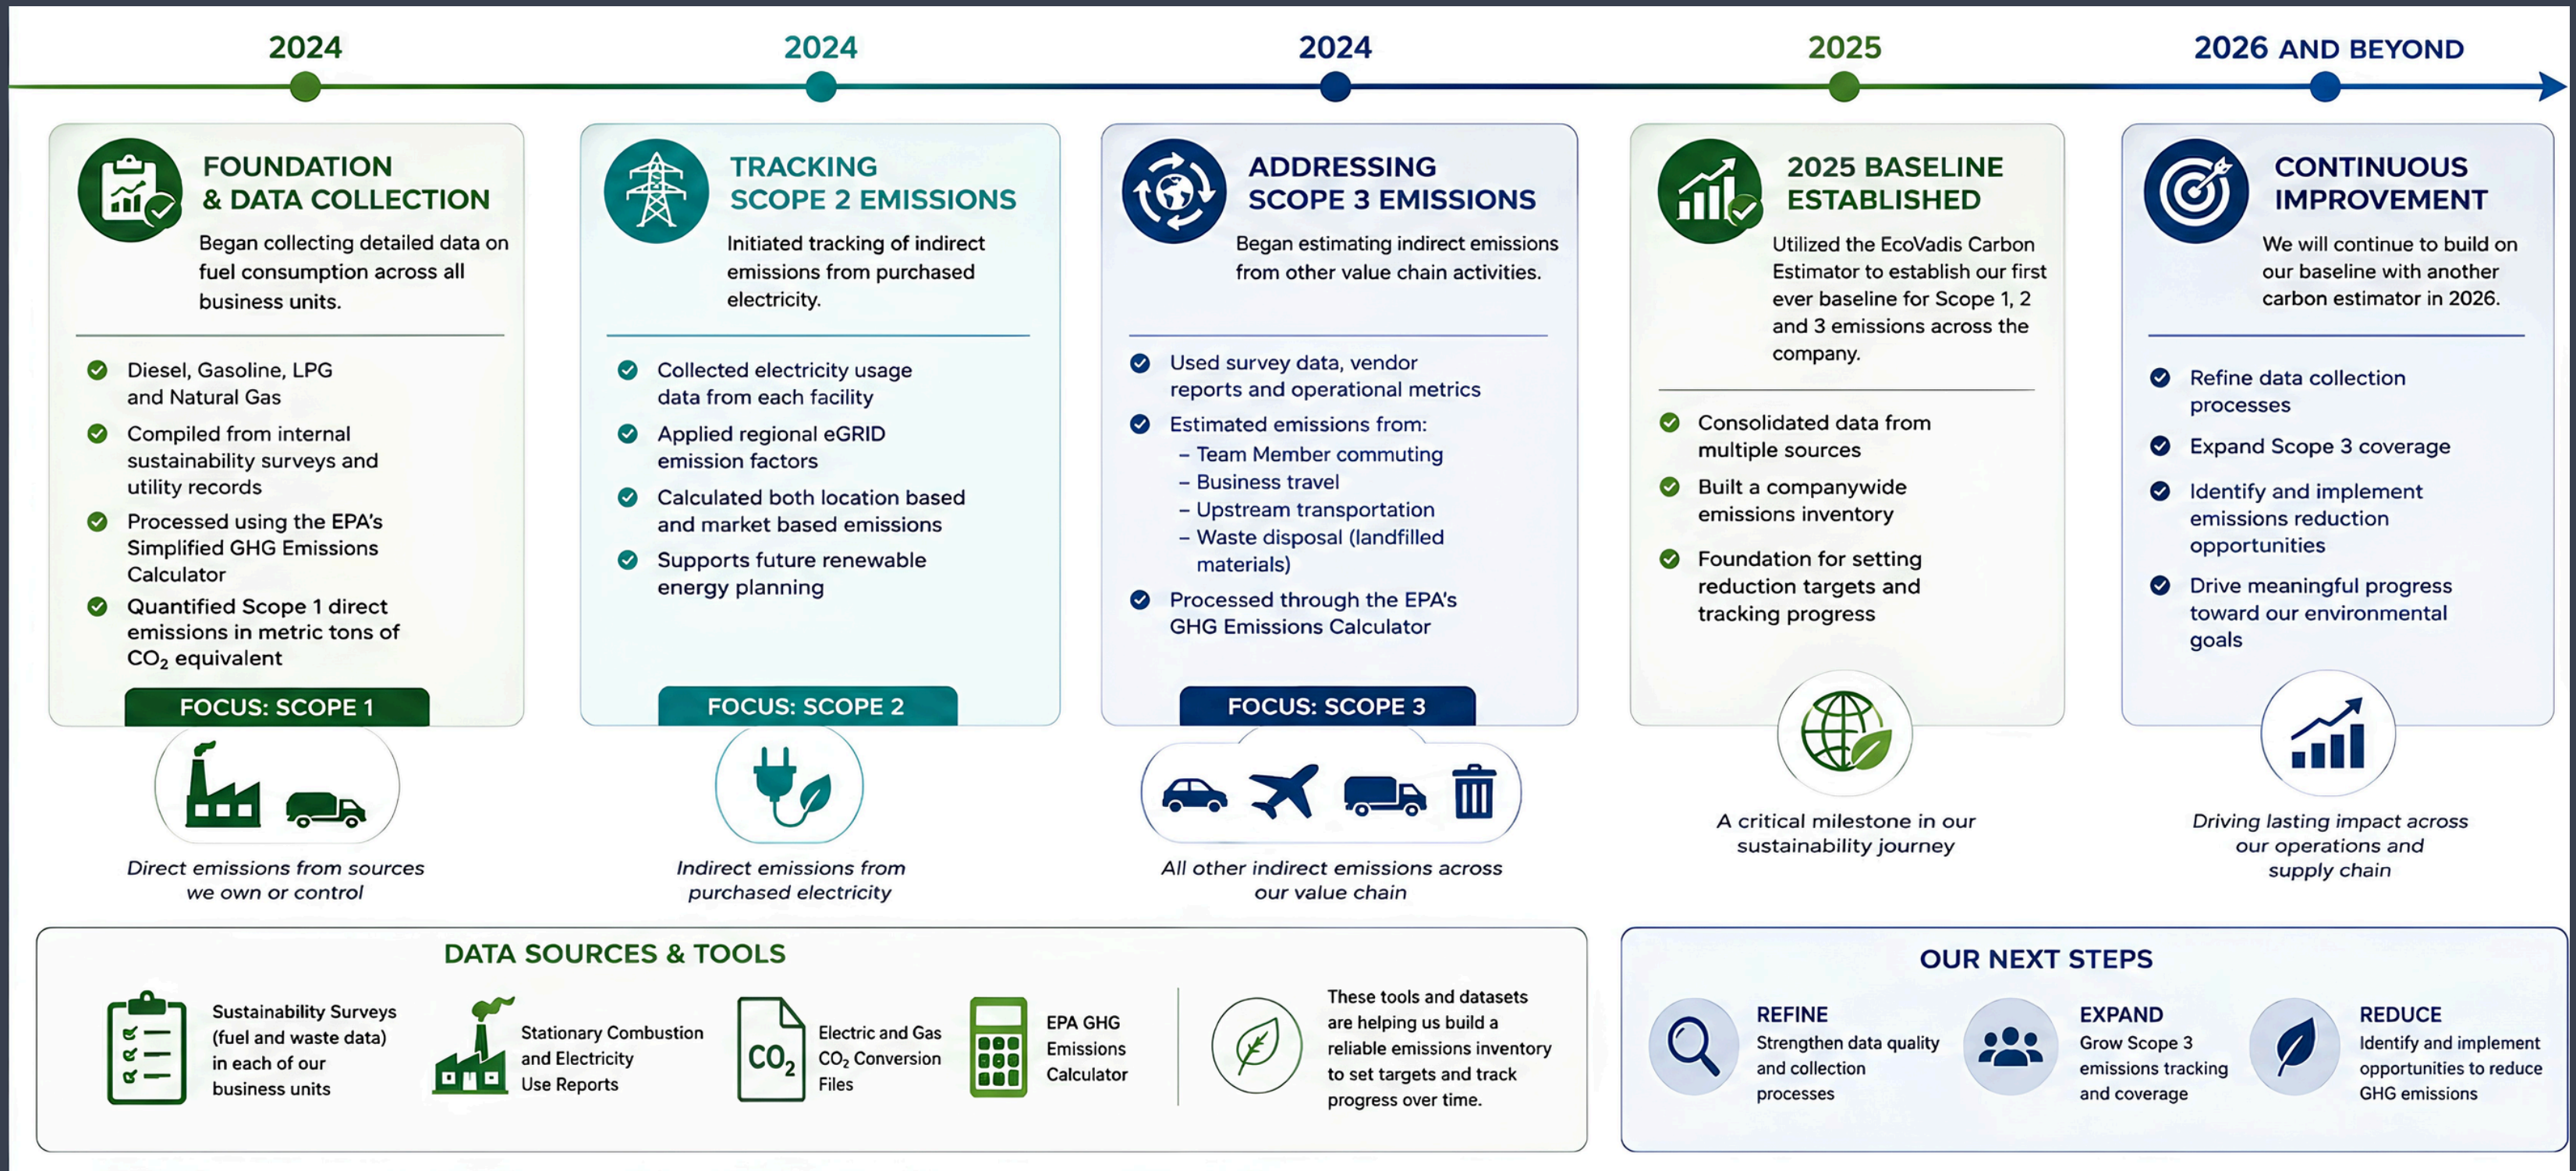 2024
2024
2024
2025
2026 AND BEYOND
FOUNDATION
& DATA COLLECTION
Began collecting detailed data on
fuel consumption across all
business units.
Diesel, Gasoline, LPG
and Natural Gas
Compiled from internal
sustainability surveys and
utility records
Processed using the EPA's
Simplified GHG Emissions
Calculator
Quantified Scope 1 direct
emissions in metric tons of
CO₂ equivalent
FOCUS: SCOPE 1
Direct emissions from sources
we own or control
TRACKING
SCOPE 2 EMISSIONS
Initiated tracking of indirect
emissions from purchased
electricity.
Collected electricity usage
data from each facility
Applied regional eGRID
emission factors
Calculated both location based
and market based emissions
Supports future renewable
energy planning
FOCUS: SCOPE 2
Indirect emissions from
purchased electricity
ADDRESSING
SCOPE 3 EMISSIONS
Began estimating indirect emissions
from other value chain activities.
Used survey data, vendor
reports and operational metrics
Estimated emissions from:
– Team Member commuting
– Business travel
– Upstream transportation
– Waste disposal (landfilled
materials)
Processed through the EPA's
GHG Emissions Calculator
FOCUS: SCOPE 3
All other indirect emissions across
our value chain
2025 BASELINE
ESTABLISHED
Utilized the EcoVadis Carbon
Estimator to establish our first
ever baseline for Scope 1, 2
and 3 emissions across the
company.
Consolidated data from
multiple sources
Built a companywide
emissions inventory
Foundation for setting
reduction targets and
tracking progress
A critical milestone in our
sustainability journey
CONTINUOUS
IMPROVEMENT
We will continue to build on
our baseline with another
carbon estimator in 2026.
Refine data collection
processes
Expand Scope 3 coverage
Identify and implement
emissions reduction
opportunities
Drive meaningful progress
toward our environmental
goals
Driving lasting impact across
our operations and
supply chain
DATA SOURCES & TOOLS
Sustainability Surveys
(fuel and waste data)
in each of our
business units
Stationary Combustion
and Electricity
Use Reports
CO₂
Electric and Gas
CO₂ Conversion
Files
EPA GHG
Emissions
Calculator
These tools and datasets
are helping us build a
reliable emissions inventory
to set targets and track
progress over time.
OUR NEXT STEPS
REFINE
Strengthen data quality
and collection
processes
EXPAND
Grow Scope 3
emissions tracking
and coverage
REDUCE
Identify and implement
opportunities to reduce
GHG emissions